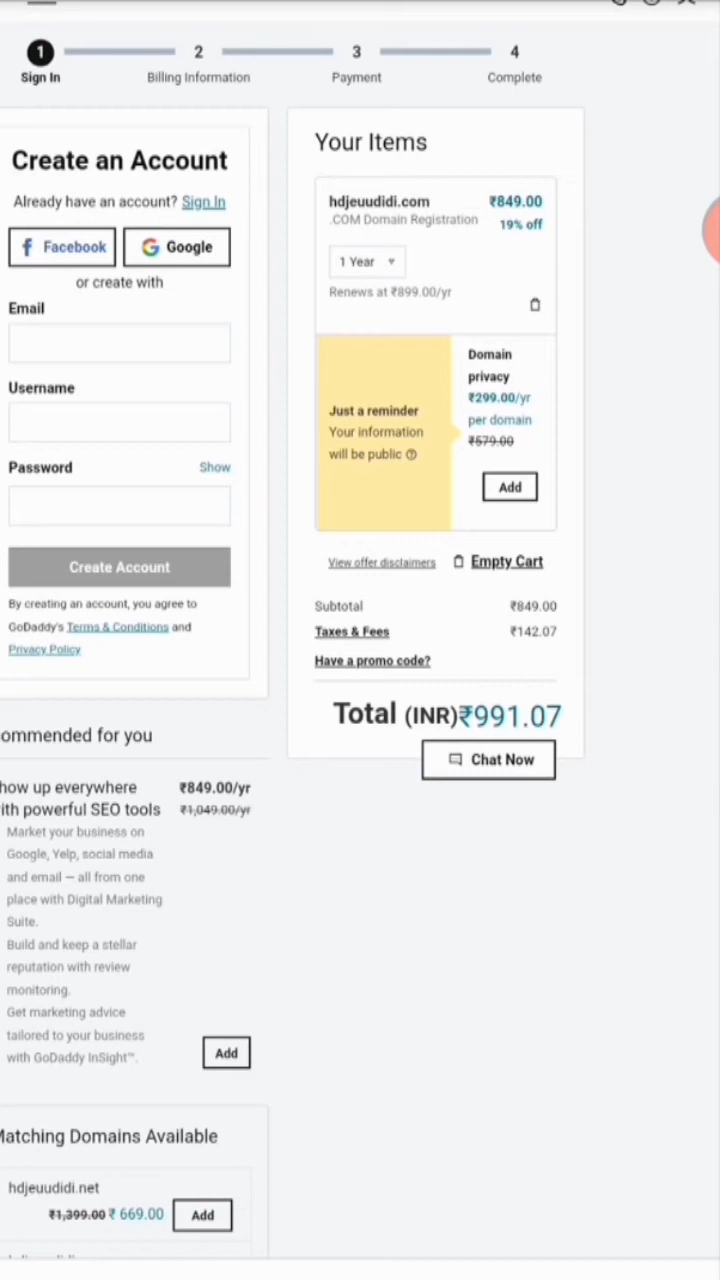 1
2
3
4
Sign In
Billing Information
Payment
Complete
Create an Account
Already have an account? Sign In
Facebook
Google
or create with
Email
Username
Password
Show
Create Account
By creating an account, you agree to
GoDaddy's Terms & Conditions and
Privacy Policy
Your Items
hdjeuudidi.com
₹849.00
.COM Domain Registration
19% off
1 Year
Renews at ₹899.00/yr
Just a reminder
Your information
will be public
Domain
privacy
₹299.00/yr
per domain
₹579.00
Add
View offer disclaimers
Empty Cart
Subtotal
₹849.00
Taxes & Fees
₹142.07
Have a promo code?
Total (INR)₹991.07
Chat Now
ommended for you
how up everywhere
₹849.00/yr
ith powerful SEO tools
₹1,049.00/yr
Market your business on
Google, Yelp, social media
and email — all from one
place with Digital Marketing
Suite.
Build and keep a stellar
reputation with review
monitoring.
Get marketing advice
tailored to your business
with GoDaddy InSight™.
Add
Matching Domains Available
hdjeuudidi.net
₹1,399.00 ₹ 669.00
Add